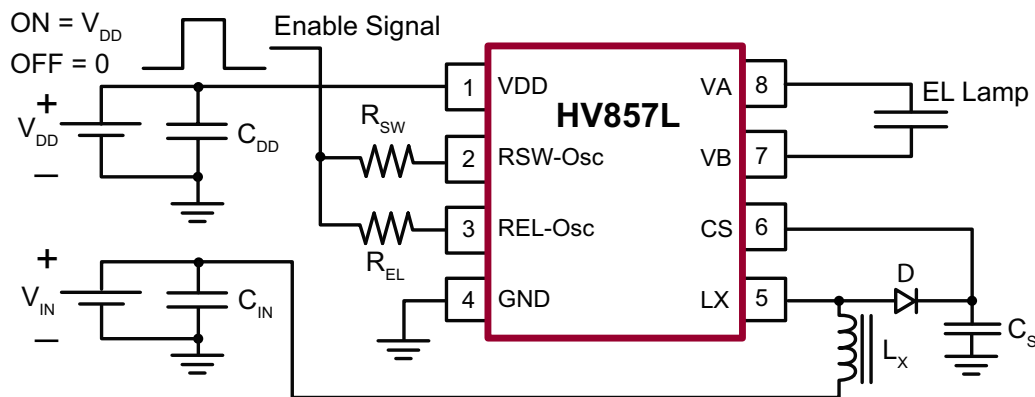 ON = VDD
OFF = 0
Enable Signal
+
VDD
–
CDD
RSW
REL
+
VIN
–
CIN
HV857L
1 VDD
2 RSW-Osc
3 REL-Osc
4 GND
VA 8
VB 7
CS 6
LX 5
EL Lamp
D
CS
LX